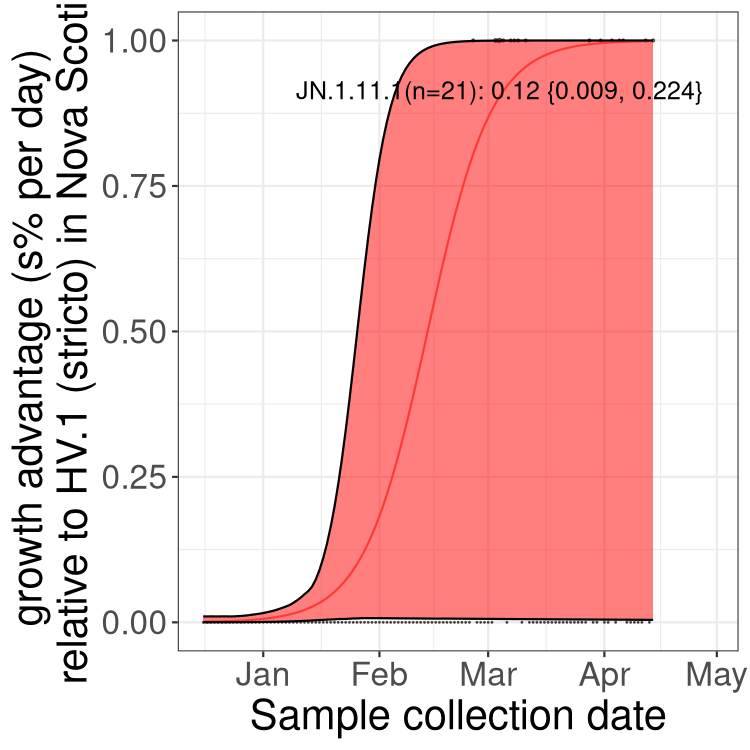 growth advantage (s% per day)
relative to HV.1 (stricto) in Nova Scoti
1.00
0.75
0.50
0.25
0.00
JN.1.11.1(n=21): 0.12 {0.009, 0.224}
Jan Feb Mar Apr May
Sample collection date